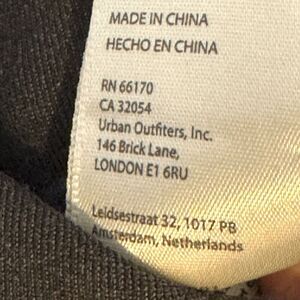 MADE IN CHINA
HECHO EN CHINA
RN 66170
CA 32054
Urban Outfiters, Inc.
146 Brick Lane,
LONDON E1 6RU
Leidsestraat 32, 1017 PB
Amsterdam, Netherlands